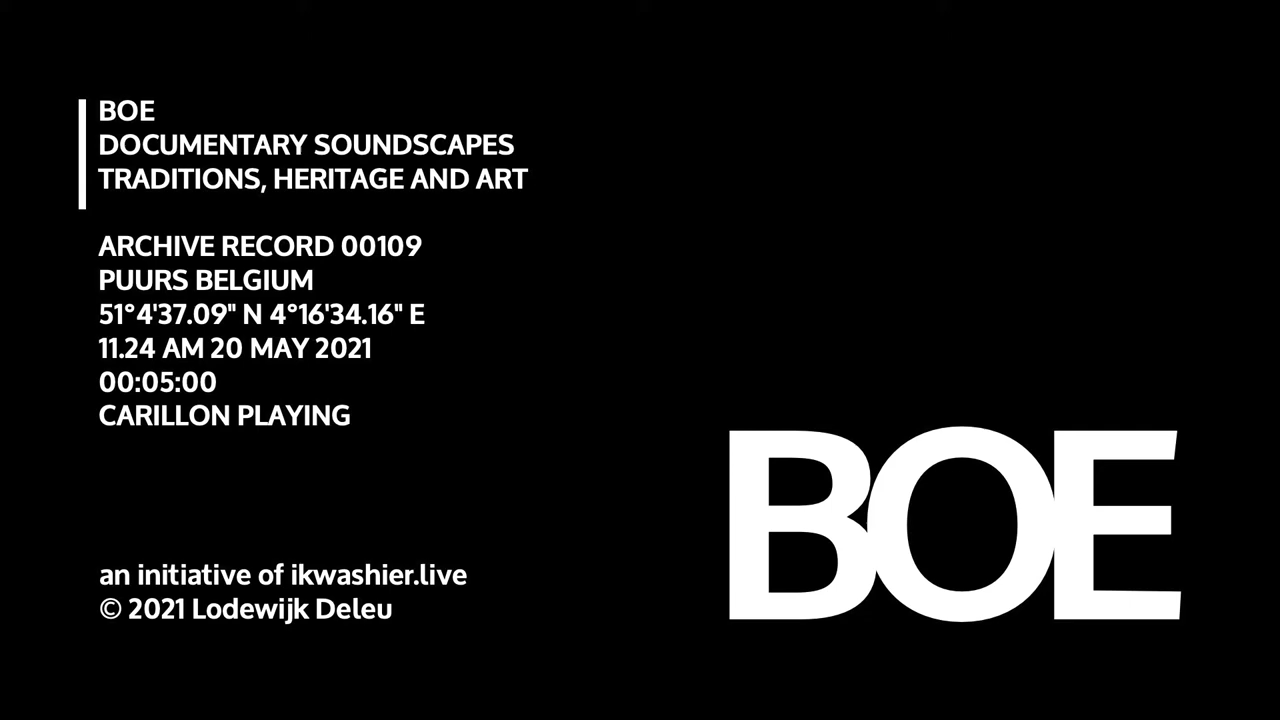 BOE
DOCUMENTARY SOUNDSCAPES
TRADITIONS, HERITAGE AND ART
ARCHIVE RECORD 00109
PUURS BELGIUM
51°4'37.09" N 4°16'34.16" E
11.24 AM 20 MAY 2021
00:05:00
CARILLON PLAYING
an initiative of ikwashier.live
© 2021 Lodewijk Deleu
BOE